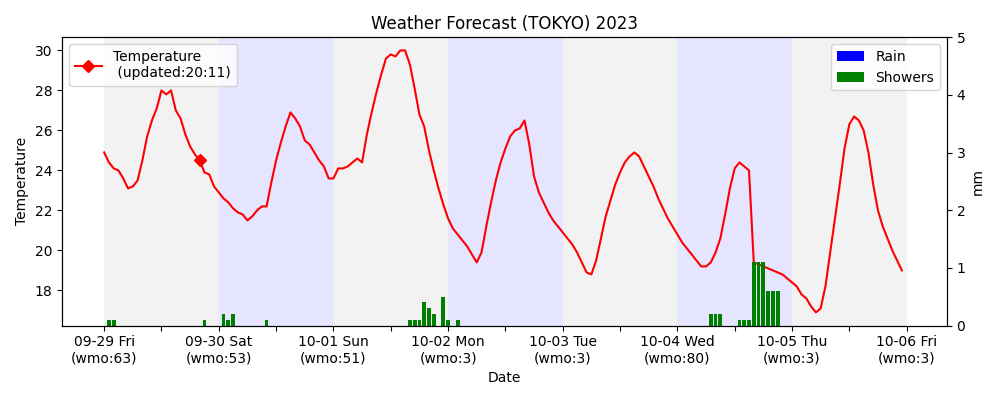 Weather Forecast (TOKYO) 2023
Temperature
(updated:20:11)
Rain
Showers
30
28
26
24
22
20
18
Temperature
5
4
3
2
1
0
mm
09-29 Fri
(wmo:63)
09-30 Sat
(wmo:53)
10-01 Sun
(wmo:51)
10-02 Mon
(wmo:3)
10-03 Tue
(wmo:3)
10-04 Wed
(wmo:80)
10-05 Thu
(wmo:3)
10-06 Fri
(wmo:3)
Date